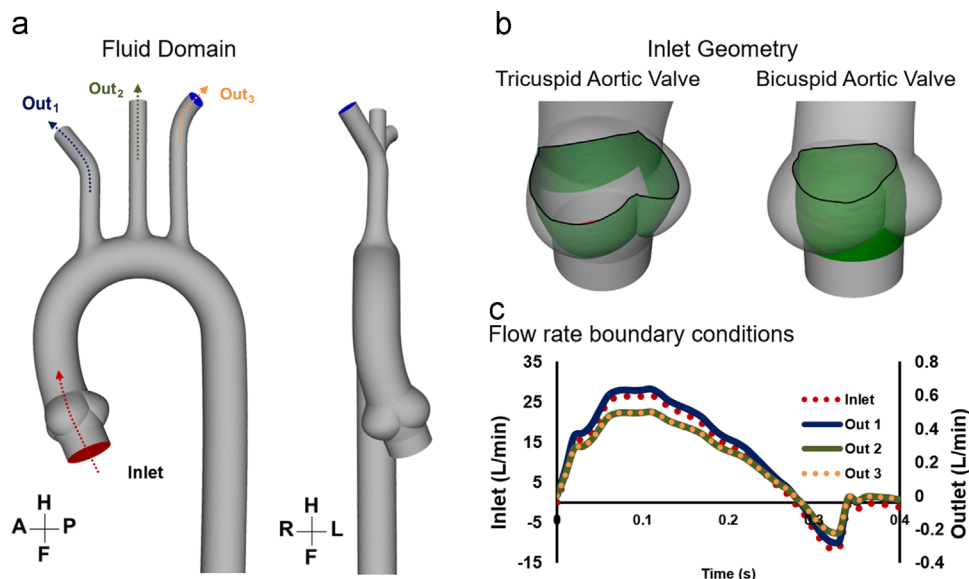 a
Fluid Domain
Out1
Out2
Out3
Inlet
H
A P
F
H
R L
F
b
Inlet Geometry
Tricuspid Aortic Valve Bicuspid Aortic Valve
c
Flow rate boundary conditions
35
25
15
5
-5
-15
Inlet (L/min)
0 0.1 0.2 0.3 0.4
Time (s)
Inlet
Out 1
Out 2
Out 3
0.8
0.6
0.4
0.2
0
-0.2
-0.4
Outlet (L/min)